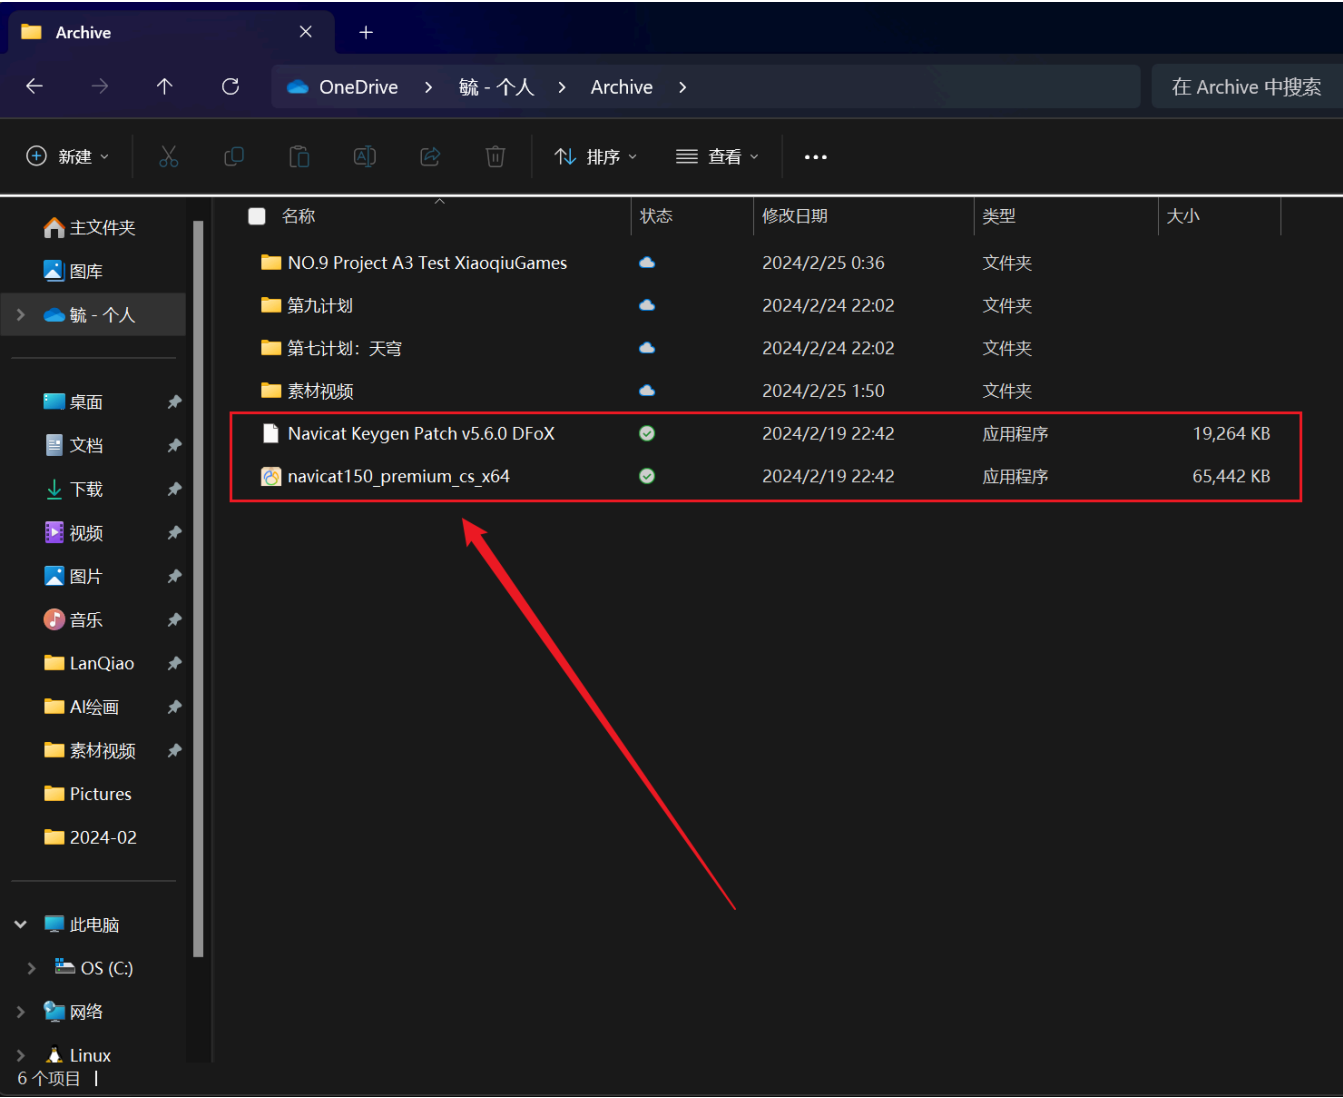 Archive
OneDrive > 毓 - 个人 > Archive >
在 Archive 中搜索
新建
排序
查看
名称 状态 修改日期 类型 大小
NO.9 Project A3 Test XiaoqiuGames 2024/2/25 0:36 文件夹
第九计划 2024/2/24 22:02 文件夹
第七计划：天穹 2024/2/24 22:02 文件夹
素材视频 2024/2/25 1:50 文件夹
Navicat Keygen Patch v5.6.0 DFoX 2024/2/19 22:42 应用程序 19,264 KB
navicat150_premium_cs_x64 2024/2/19 22:42 应用程序 65,442 KB
主文件夹
图库
毓 - 个人
桌面
文档
下载
视频
图片
音乐
LanQiao
AI绘画
素材视频
Pictures
2024-02
此电脑
OS (C:)
网络
Linux
6 个项目